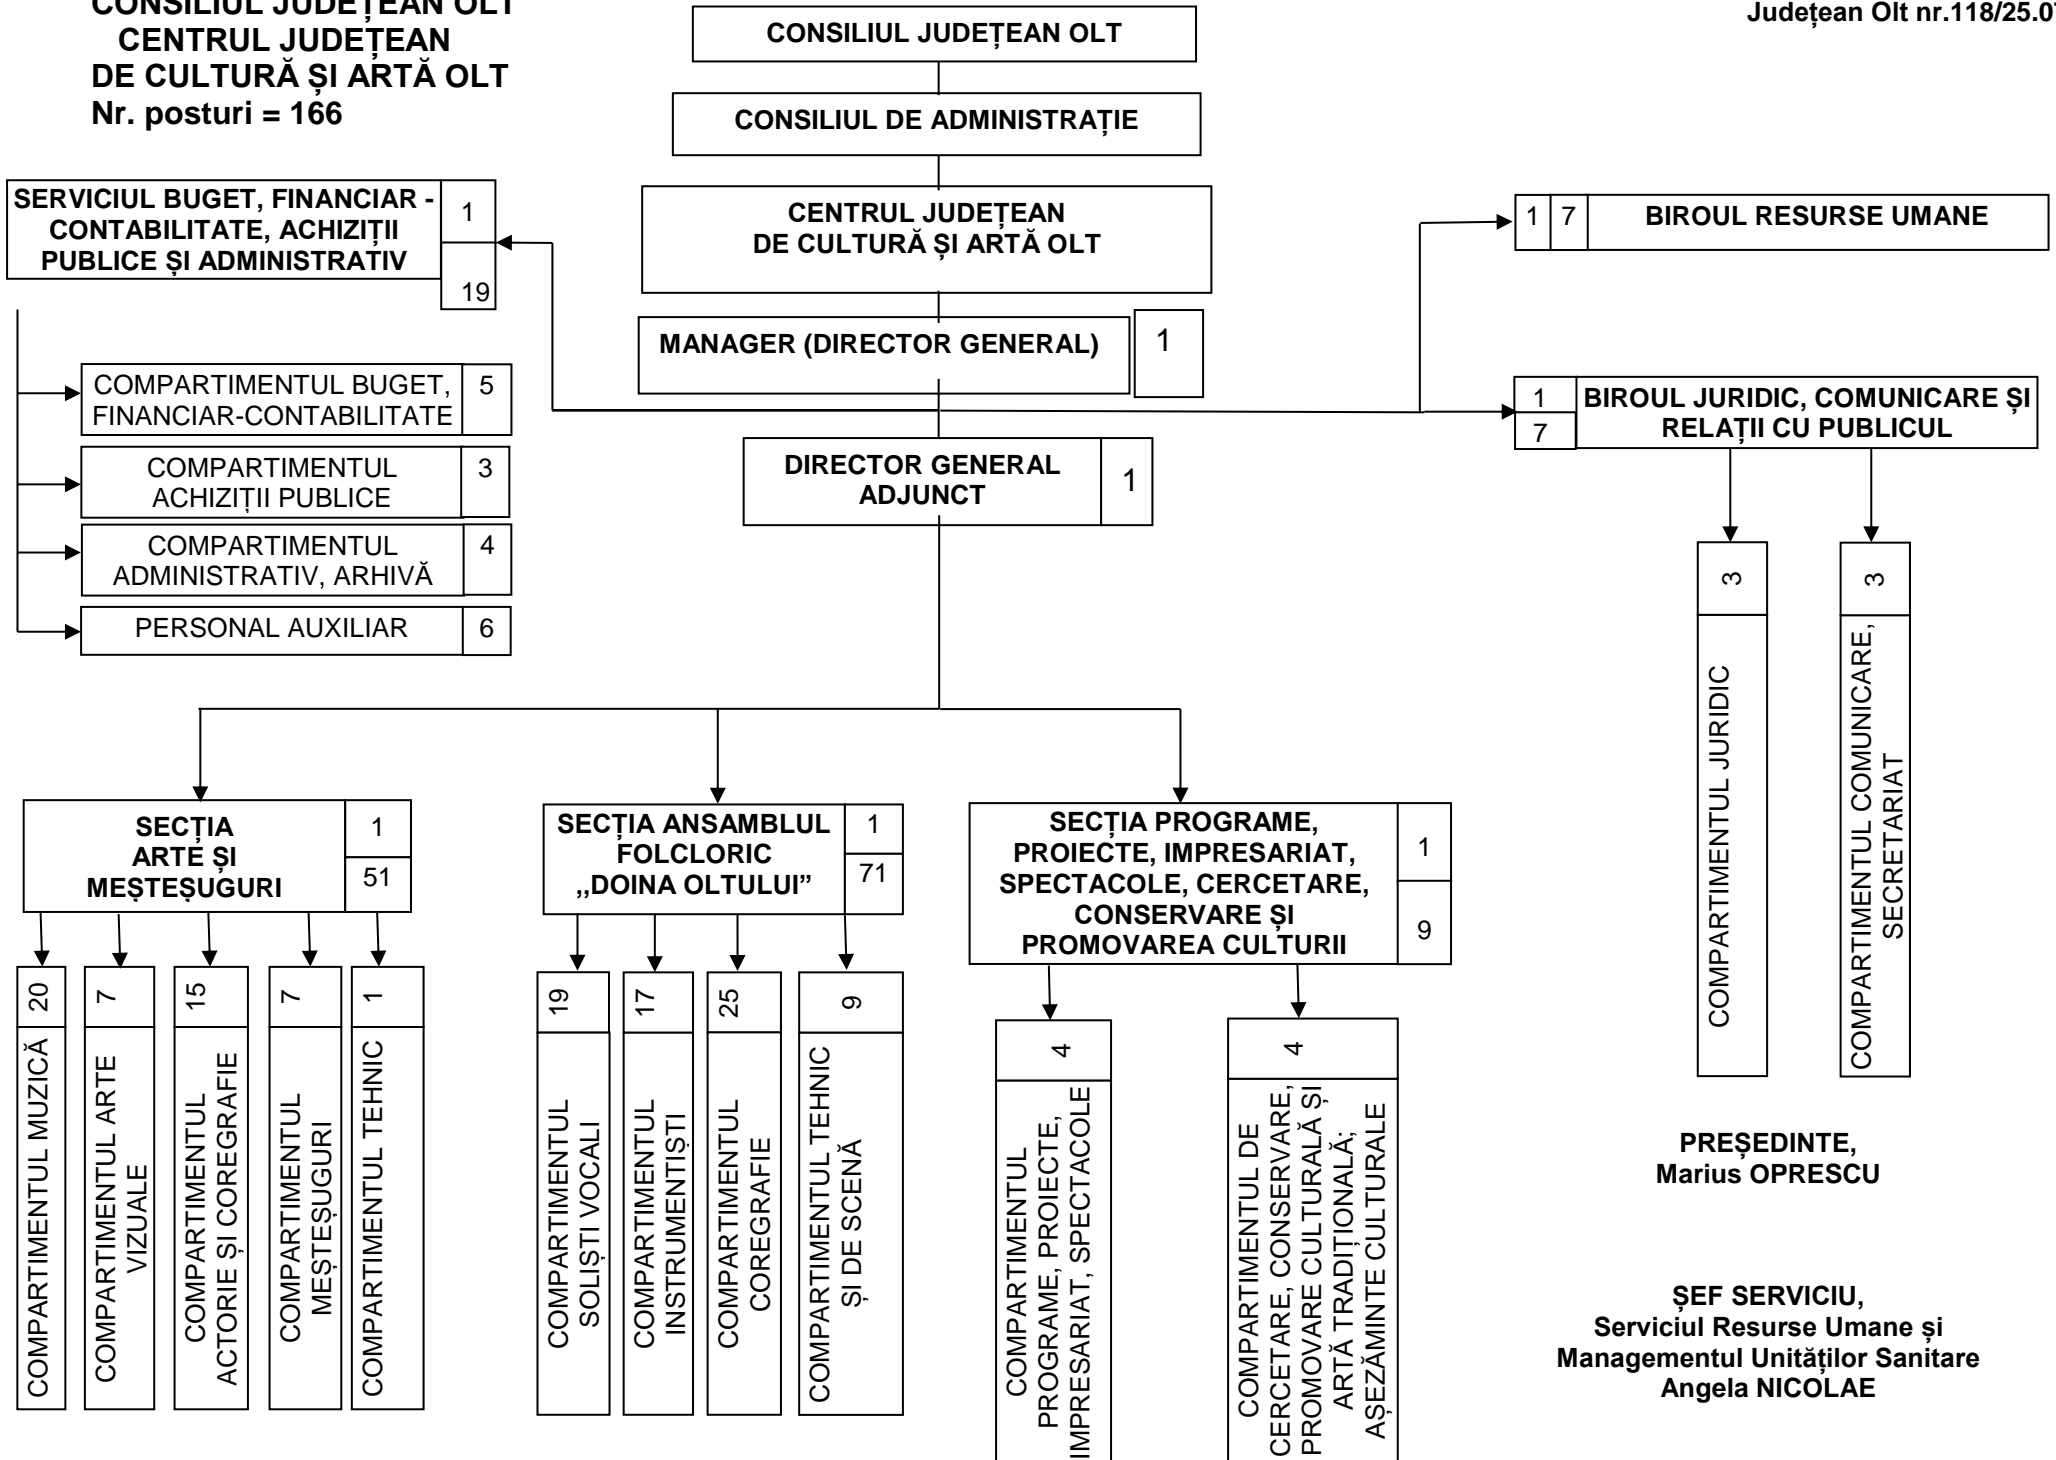 CONSILIUL JUDEȚEAN OLT
CENTRUL JUDEȚEAN
DE CULTURĂ ȘI ARTĂ OLT
Nr. posturi = 166
Județean Olt nr.118/25.07
CONSILIUL JUDEȚEAN OLT
CONSILIUL DE ADMINISTRAȚIE
CENTRUL JUDEȚEAN
DE CULTURĂ ȘI ARTĂ OLT
MANAGER (DIRECTOR GENERAL)
1
DIRECTOR GENERAL
ADJUNCT
1
SERVICIUL BUGET, FINANCIAR -
CONTABILITATE, ACHIZIȚII
PUBLICE ȘI ADMINISTRATIV
1
19
COMPARTIMENTUL BUGET,
FINANCIAR-CONTABILITATE
5
COMPARTIMENTUL
ACHIZIȚII PUBLICE
3
COMPARTIMENTUL
ADMINISTRATIV, ARHIVĂ
4
PERSONAL AUXILIAR
6
1 7 BIROUL RESURSE UMANE
1
7
BIROUL JURIDIC, COMUNICARE ȘI
RELAȚII CU PUBLICUL
3
COMPARTIMENTUL JURIDIC
3
COMPARTIMENTUL COMUNICARE,
SECRETARIAT
SECȚIA
ARTE ȘI
MEȘTEȘUGURI
1
51
20
COMPARTIMENTUL MUZICĂ
7
COMPARTIMENTUL ARTE
VIZUALE
15
COMPARTIMENTUL
ACTORIE ȘI COREGRAFIE
7
COMPARTIMENTUL
MEȘTEȘUGURI
1
COMPARTIMENTUL TEHNIC
SECȚIA ANSAMBLUL
FOLCLORIC
,,DOINA OLTULUI”
1
71
19
COMPARTIMENTUL
SOLIȘTI VOCALI
17
COMPARTIMENTUL
INSTRUMENTIȘTI
25
COMPARTIMENTUL
COREGRAFIE
9
COMPARTIMENTUL TEHNIC
ȘI DE SCENĂ
SECȚIA PROGRAME,
PROIECTE, IMPRESARIAT,
SPECTACOLE, CERCETARE,
CONSERVARE ȘI
PROMOVAREA CULTURII
1
9
4
COMPARTIMENTUL
PROGRAME, PROIECTE,
IMPRESARIAT, SPECTACOLE
4
COMPARTIMENTUL DE
CERCETARE, CONSERVARE,
PROMOVARE CULTURALĂ ȘI
ARTĂ TRADIȚIONALĂ;
AȘEZĂMINTE CULTURALE
PREȘEDINTE,
Marius OPRESCU
ȘEF SERVICIU,
Serviciul Resurse Umane și
Managementul Unităților Sanitare
Angela NICOLAE